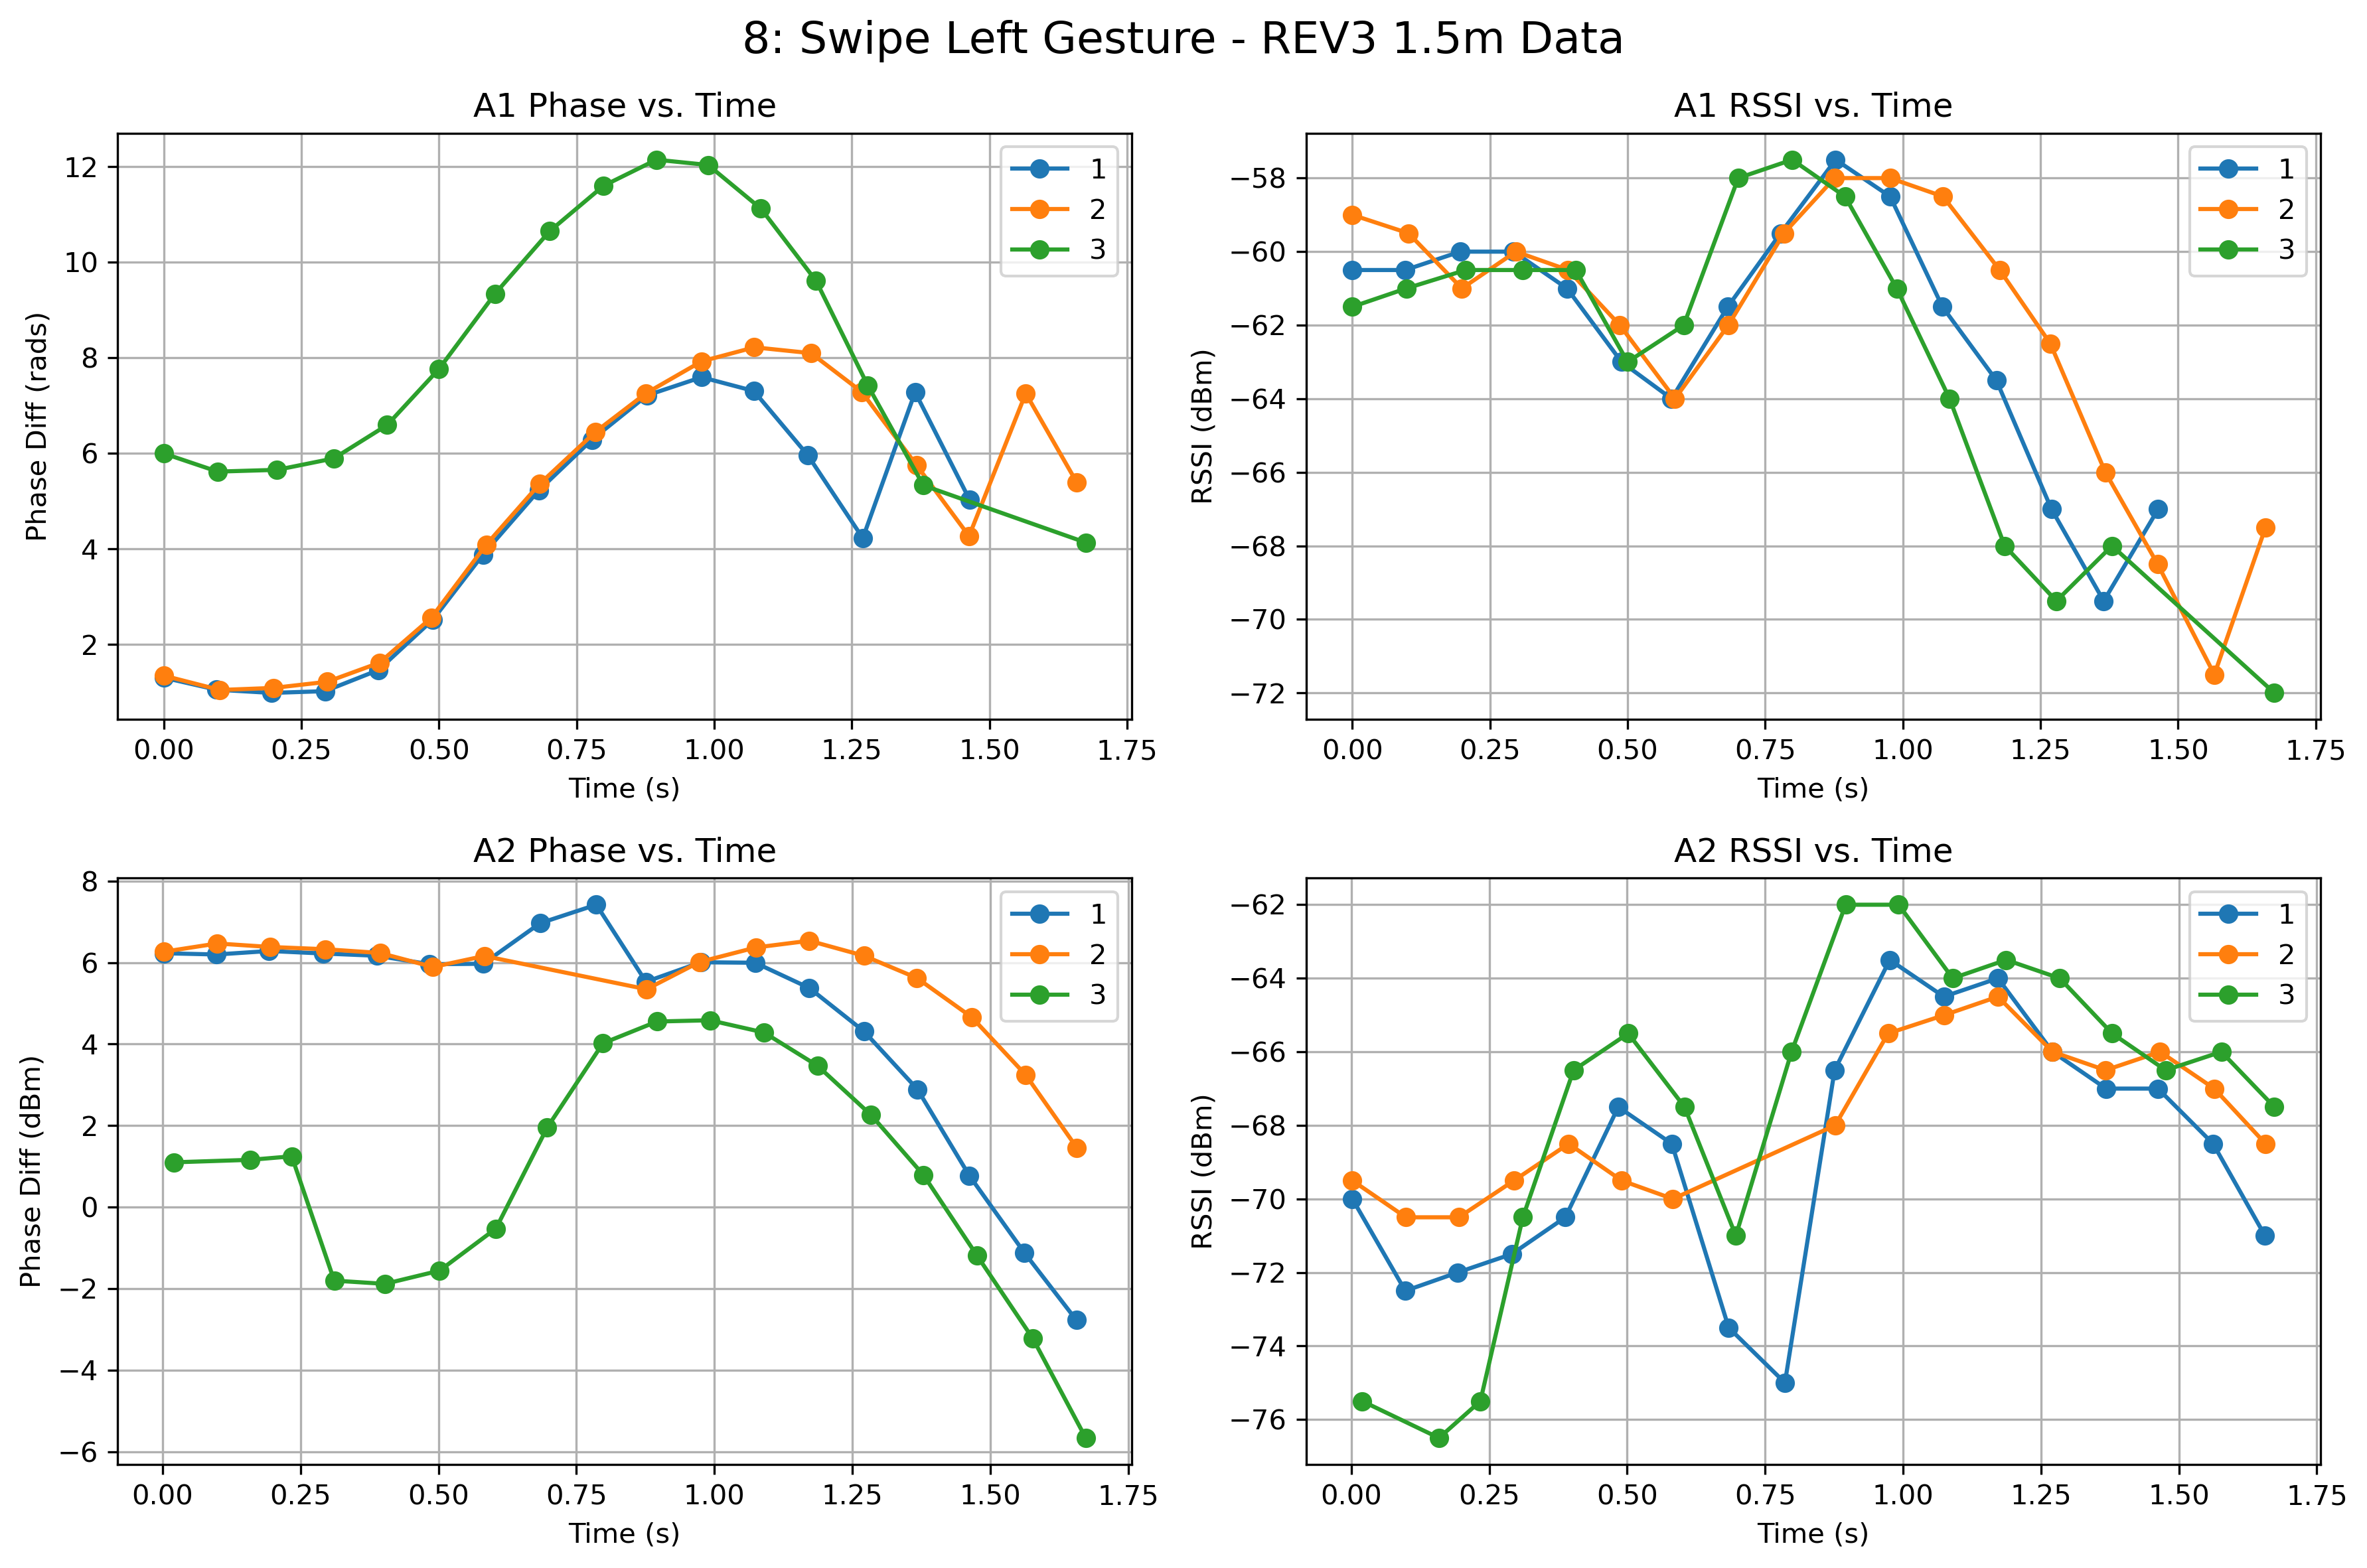 8: Swipe Left Gesture - REV3 1.5m Data
A1 Phase vs. Time
Phase Diff (rads)
12
10
8
6
4
2
0.00 0.25 0.50 0.75 1.00 1.25 1.50 1.75
Time (s)
1
2
3
A1 RSSI vs. Time
RSSI (dBm)
−58
−60
−62
−64
−66
−68
−70
−72
0.00 0.25 0.50 0.75 1.00 1.25 1.50 1.75
Time (s)
1
2
3
A2 Phase vs. Time
Phase Diff (dBm)
8
6
4
2
0
−2
−4
−6
0.00 0.25 0.50 0.75 1.00 1.25 1.50 1.75
Time (s)
1
2
3
A2 RSSI vs. Time
RSSI (dBm)
−62
−64
−66
−68
−70
−72
−74
−76
0.00 0.25 0.50 0.75 1.00 1.25 1.50 1.75
Time (s)
1
2
3